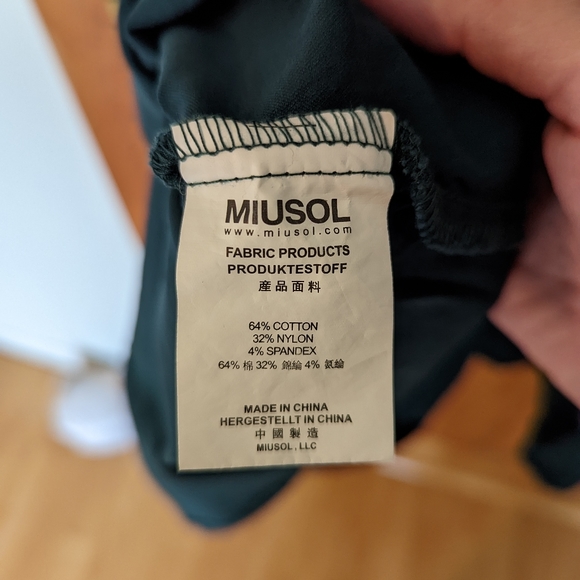 MIUSOL
www.miusol.com
FABRIC PRODUCTS
PRODUKTESTOFF
産品面料
64% COTTON
32% NYLON
4% SPANDEX
64% 棉 32% 錦綸 4% 氨綸
MADE IN CHINA
HERGESTELLT IN CHINA
中國製造
MIUSOL, LLC